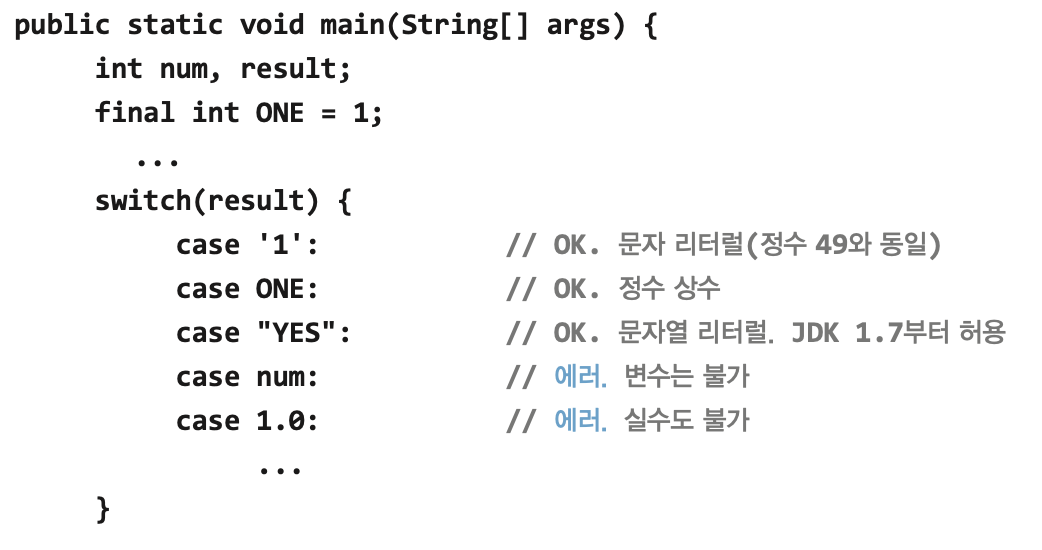 public static void main(String[] args) {
int num, result;
final int ONE = 1;
...
switch(result) {
case '1': // OK. 문자 리터럴(정수 49와 동일)
case ONE: // OK. 정수 상수
case "YES": // OK. 문자열 리터럴. JDK 1.7부터 허용
case num: // 에러. 변수는 불가
case 1.0: // 에러. 실수도 불가
...
}